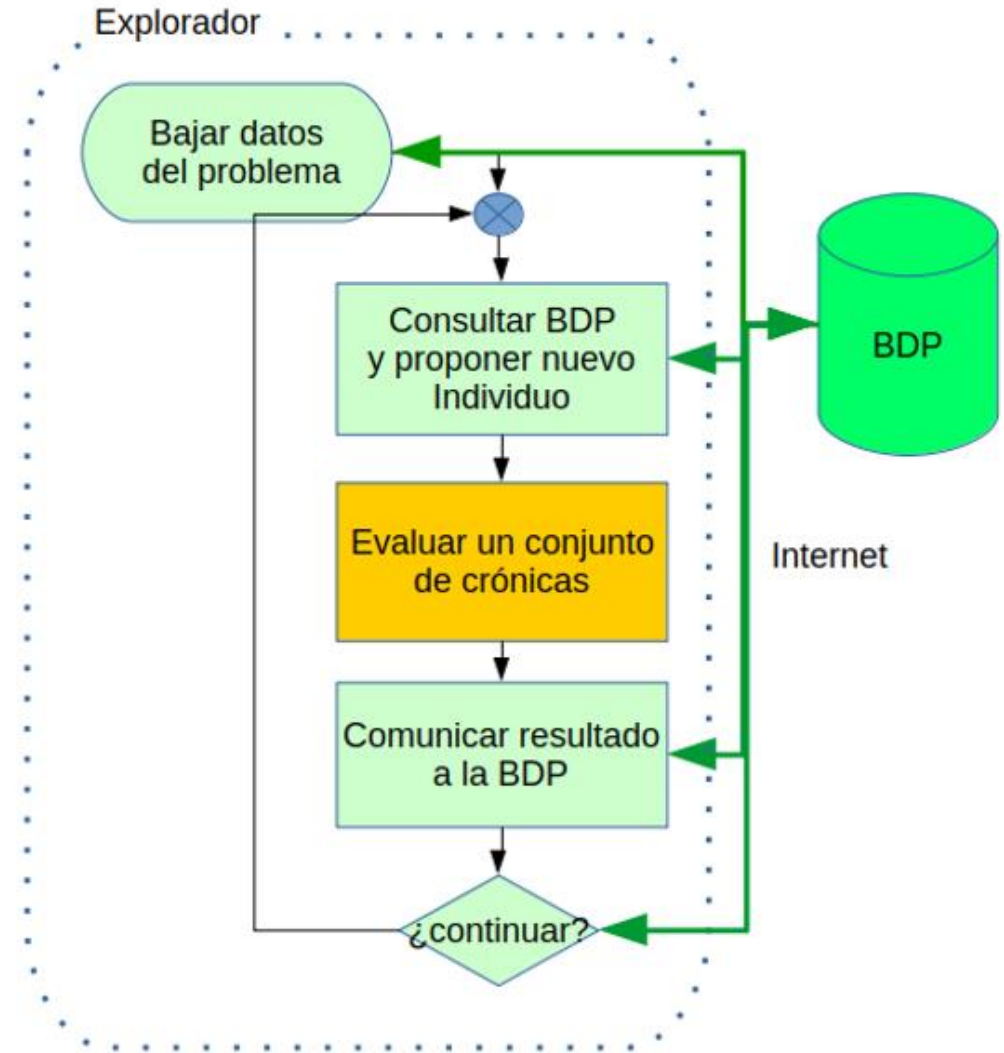 Explorador
Bajar datos
del problema
Consultar BDP
y proponer nuevo
Individuo
BDP
Evaluar un conjunto
de crónicas
Internet
Comunicar resultado
a la BDP
¿continuar?